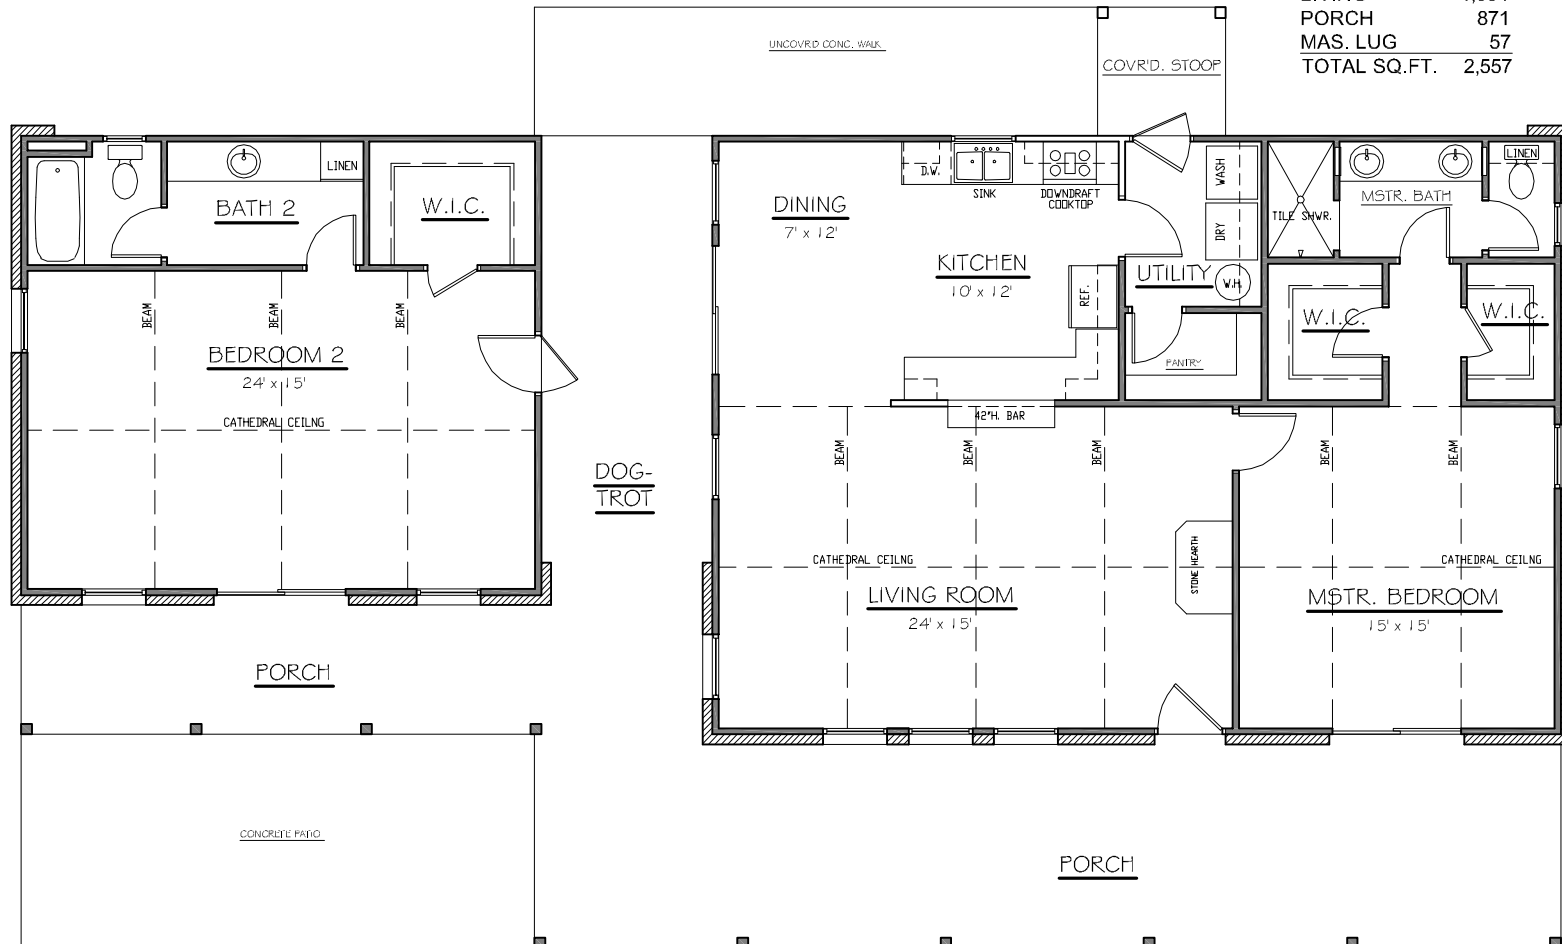 PORCH 871
MAS. LUG 57
TOTAL SQ.FT. 2,557
UNCOVR'D CONC. WALK
COVR'D. STOOP
LINEN
BATH 2
W.I.C.
BEAM
BEAM
BEAM
BEDROOM 2
24' x 15'
CATHEDRAL CEILNG
DOG-
TROT
PORCH
CONCRETE PATIO
D.W.
SINK
DOWNDRAFT
COOKTOP
DINING
7' x 12'
KITCHEN
10' x 12'
REF.
WASH
DRY
UTILITY
W.H.
PANTRY
42"H. BAR
TILE SHWR.
MSTR. BATH
LINEN
W.I.C.
W.I.C.
BEAM
BEAM
BEAM
BEAM
BEAM
CATHEDRAL CEILNG
STONE HEARTH
CATHEDRAL CEILNG
LIVING ROOM
24' x 15'
MSTR. BEDROOM
15' x 15'
PORCH